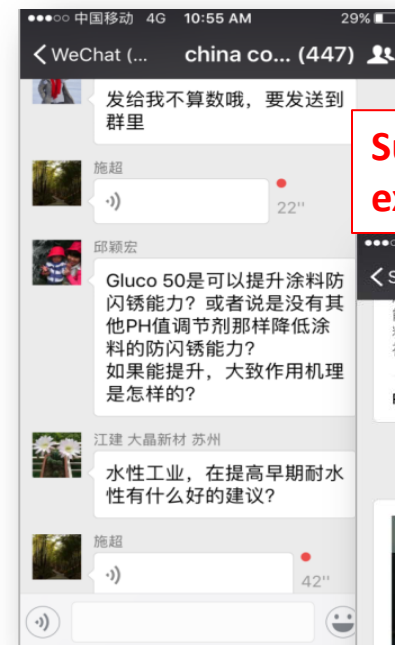 中国移动 4G 10:55 AM 29%
WeChat (... china co... (447)
发给我不算数哦，要发送到
群里
施超
22''
邱颖宏
Gluco 50是可以提升涂料防
闪锈能力？或者说是没有其
他PH值调节剂那样降低涂
料的防闪锈能力？
如果能提升，大致作用机理
是怎样的？
江建 大晶新材 苏州
水性工业，在提高早期耐水
性有什么好的建议？
施超
42''